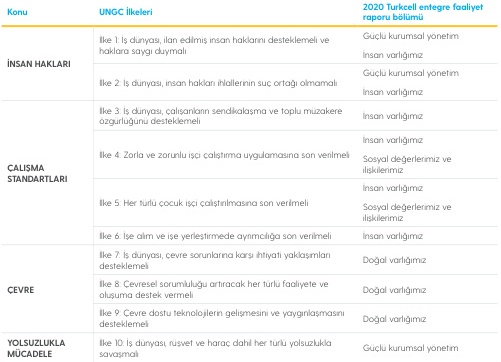 Konu UNGC İlkeleri 2020 Turkcell entegre faaliyet
raporu bölümü
İNSAN HAKLARI
İlke 1: İş dünyası, ilan edilmiş insan haklarını desteklemeli ve
haklara saygı duymalı
Güçlü kurumsal yönetim
İnsan varlığımız
İlke 2: İş dünyası, insan hakları ihlallerinin suç ortağı olmamalı
Güçlü kurumsal yönetim
İnsan varlığımız
ÇALIŞMA
STANDARTLARI
İlke 3: İş dünyası, çalışanların sendikalaşma ve toplu müzakere
özgürlüğünü desteklemeli
İnsan varlığımız
İlke 4: Zorla ve zorunlu işçi çalıştırma uygulamasına son verilmeli
İnsan varlığımız
Sosyal değerlerimiz ve
ilişkilerimiz
İlke 5: Her türlü çocuk işçi çalıştırılmasına son verilmeli
İnsan varlığımız
Sosyal değerlerimiz ve
ilişkilerimiz
İlke 6: İşe alım ve işe yerleştirmede ayrımcılığa son verilmeli
İnsan varlığımız
ÇEVRE
İlke 7: İş dünyası, çevre sorunlarına karşı ihtiyati yaklaşımları
desteklemeli
Doğal varlığımız
İlke 8: Çevresel sorumluluğu artıracak her türlü faaliyete ve
oluşuma destek vermeli
Doğal varlığımız
İlke 9: Çevre dostu teknolojilerin gelişmesini ve yaygınlaşmasını
desteklemeli
Doğal varlığımız
YOLSUZLUKLA
MÜCADELE
İlke 10: İş dünyası, rüşvet ve haraç dahil her türlü yolsuzlukla
savaşmalı
Güçlü kurumsal yönetim